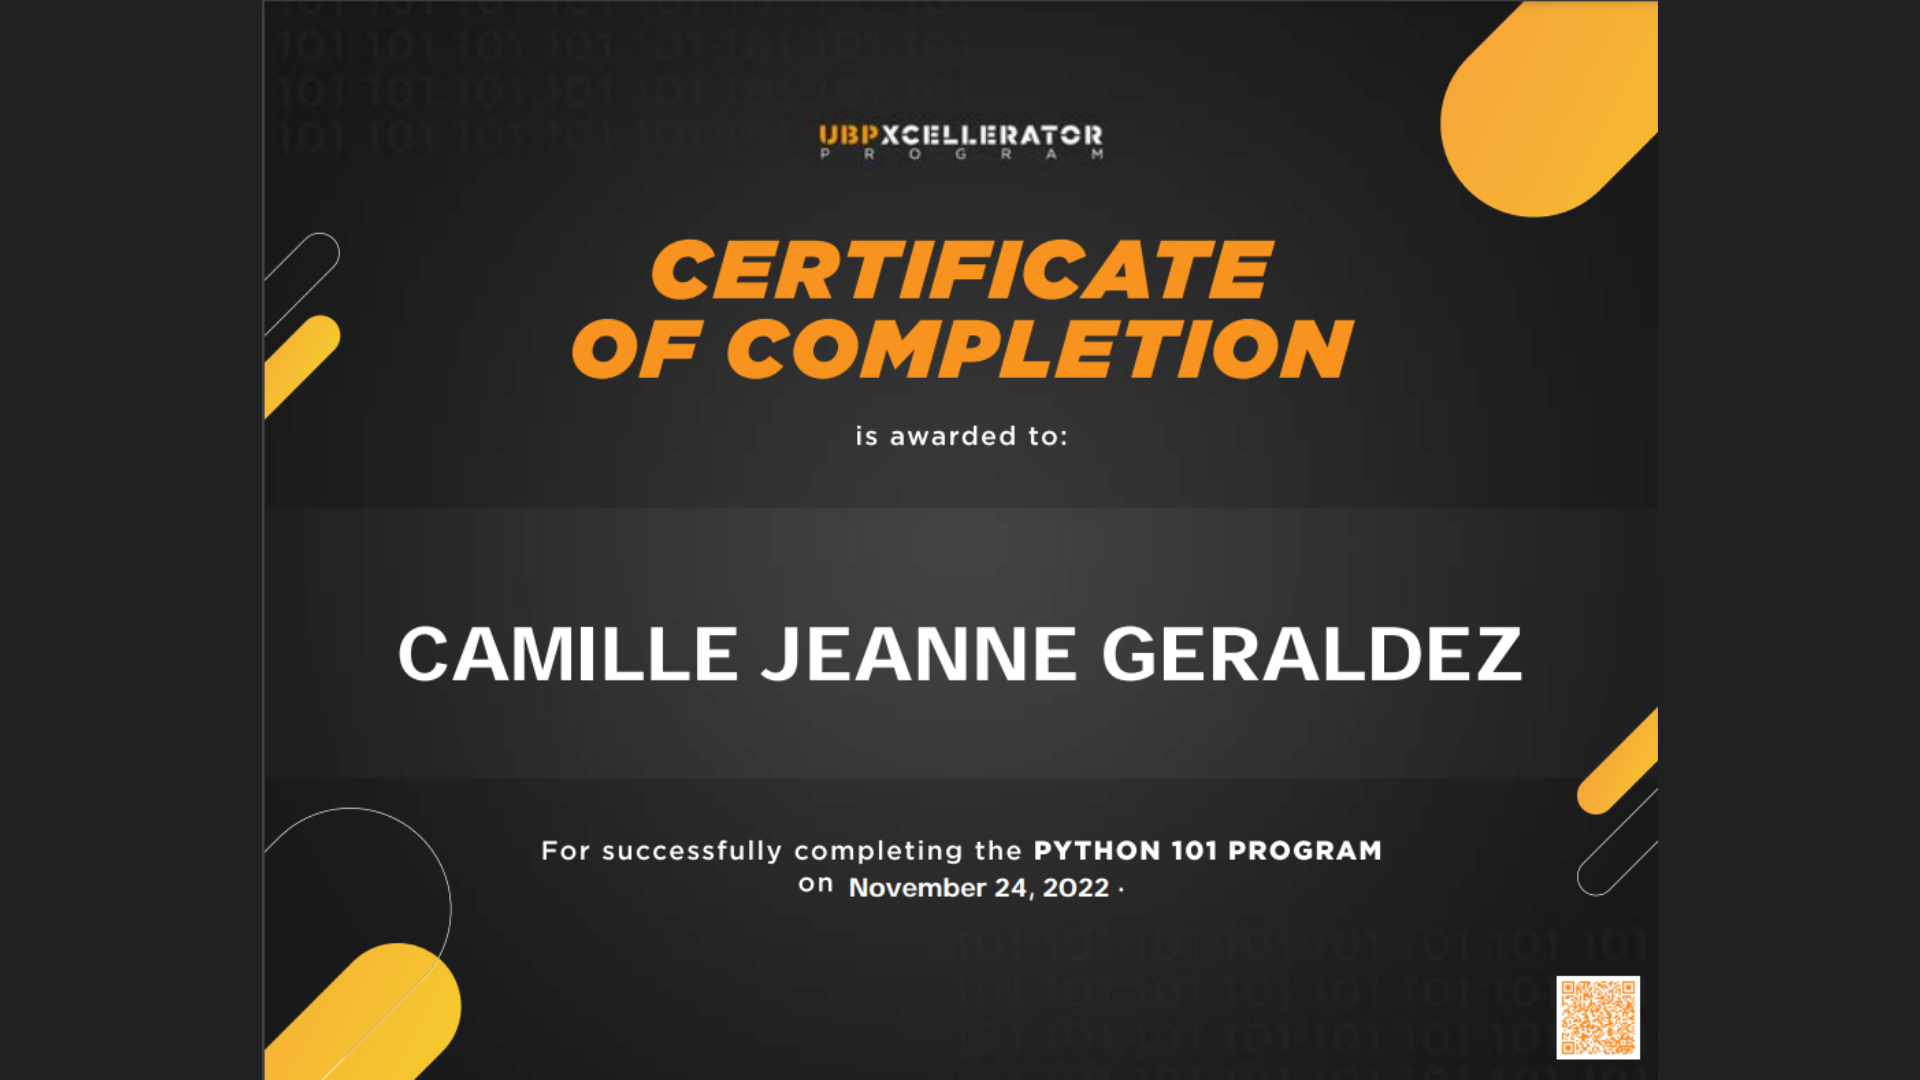 UBPXCELLERATOR
PROGRAM
CERTIFICATE
OF COMPLETION
is awarded to:
CAMILLE JEANNE GERALDEZ
For successfully completing the PYTHON 101 PROGRAM
on November 24, 2022 .